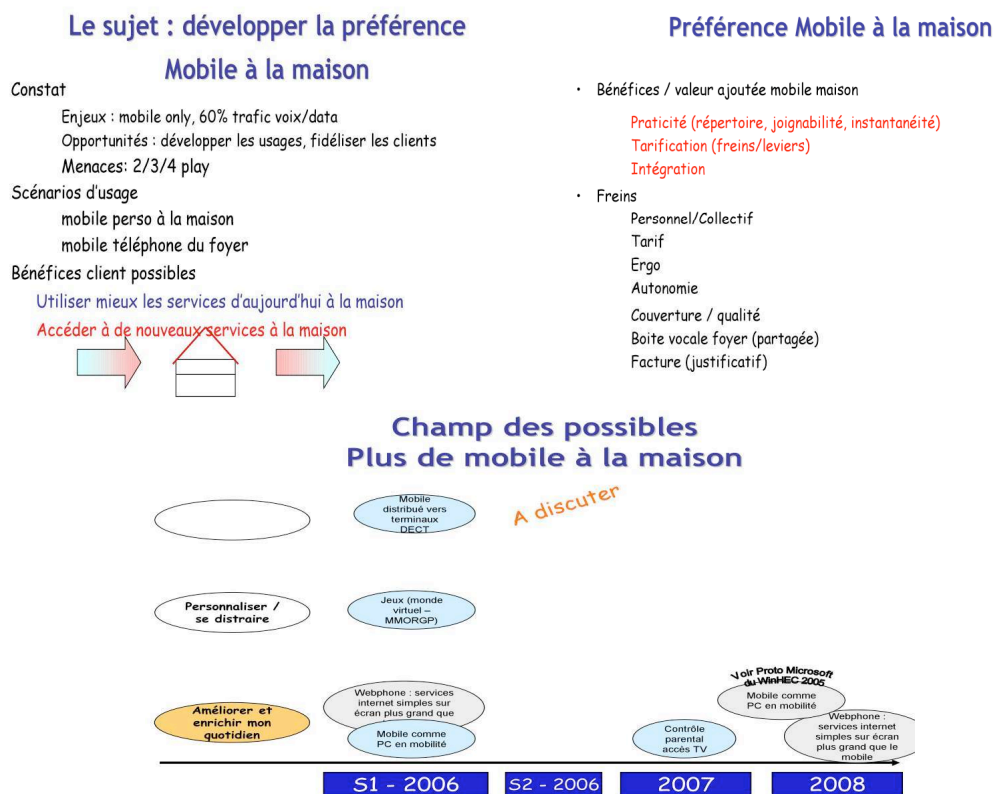 Le sujet : développer la préférence
Mobile à la maison
Constat
Enjeux : mobile only, 60% trafic voix/data
Opportunités : développer les usages, fidéliser les clients
Menaces: 2/3/4 play
Scénarios d'usage
mobile perso à la maison
mobile téléphone du foyer
Bénéfices client possibles
Utiliser mieux les services d'aujourd'hui à la maison
Accéder à de nouveaux services à la maison
Préférence Mobile à la maison
• Bénéfices / valeur ajoutée mobile maison
Praticité (répertoire, joignabilité, instantanéité)
Tarification (freins/leviers)
Intégration
• Freins
Personnel/Collectif
Tarif
Ergo
Autonomie
Couverture / qualité
Boite vocale foyer (partagée)
Facture (justificatif)
Champ des possibles
Plus de mobile à la maison
Mobile
distribué vers
terminaux
DECT
A discuter
Personnaliser /
se distraire
Jeux (monde
virtuel –
MMORGP)
Améliorer et
enrichir mon
quotidien
Webphone : services
internet simples sur
écran plus grand que
Mobile comme
PC en mobilité
Contrôle
parental
accès TV
Voir Proto Microsoft
du WinHEC 2005
Mobile comme
PC en mobilité
Webphone :
services internet
simples sur écran
plus grand que le
mobile
S1 - 2006
S2 - 2006
2007
2008